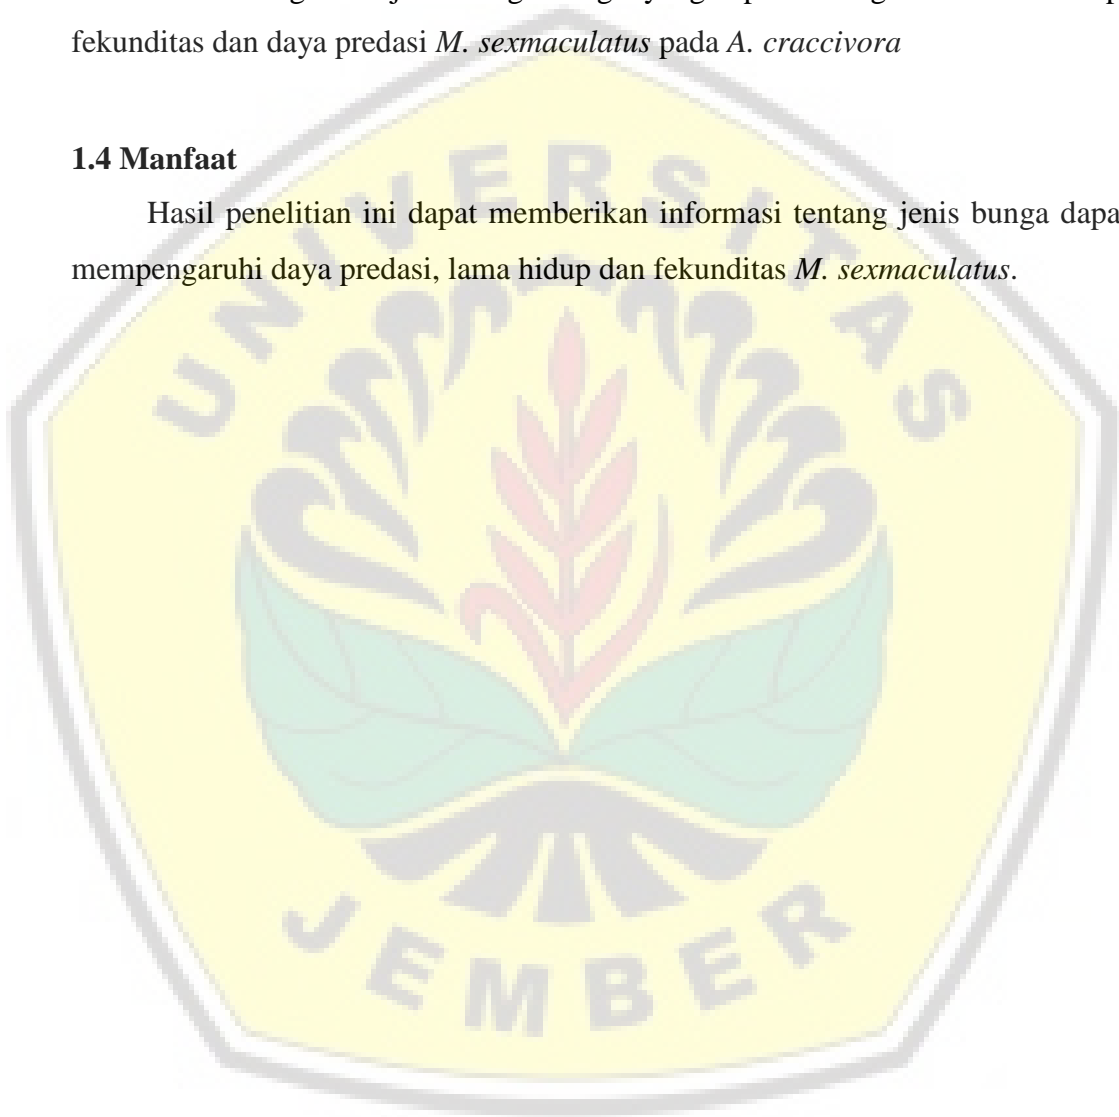 fekunditas dan daya predasi M. sexmaculatus pada A. craccivora
1.4 Manfaat
Hasil penelitian ini dapat memberikan informasi tentang jenis bunga dapa
mempengaruhi daya predasi, lama hidup dan fekunditas M. sexmaculatus.
UNIVERSITAS
JEMBER